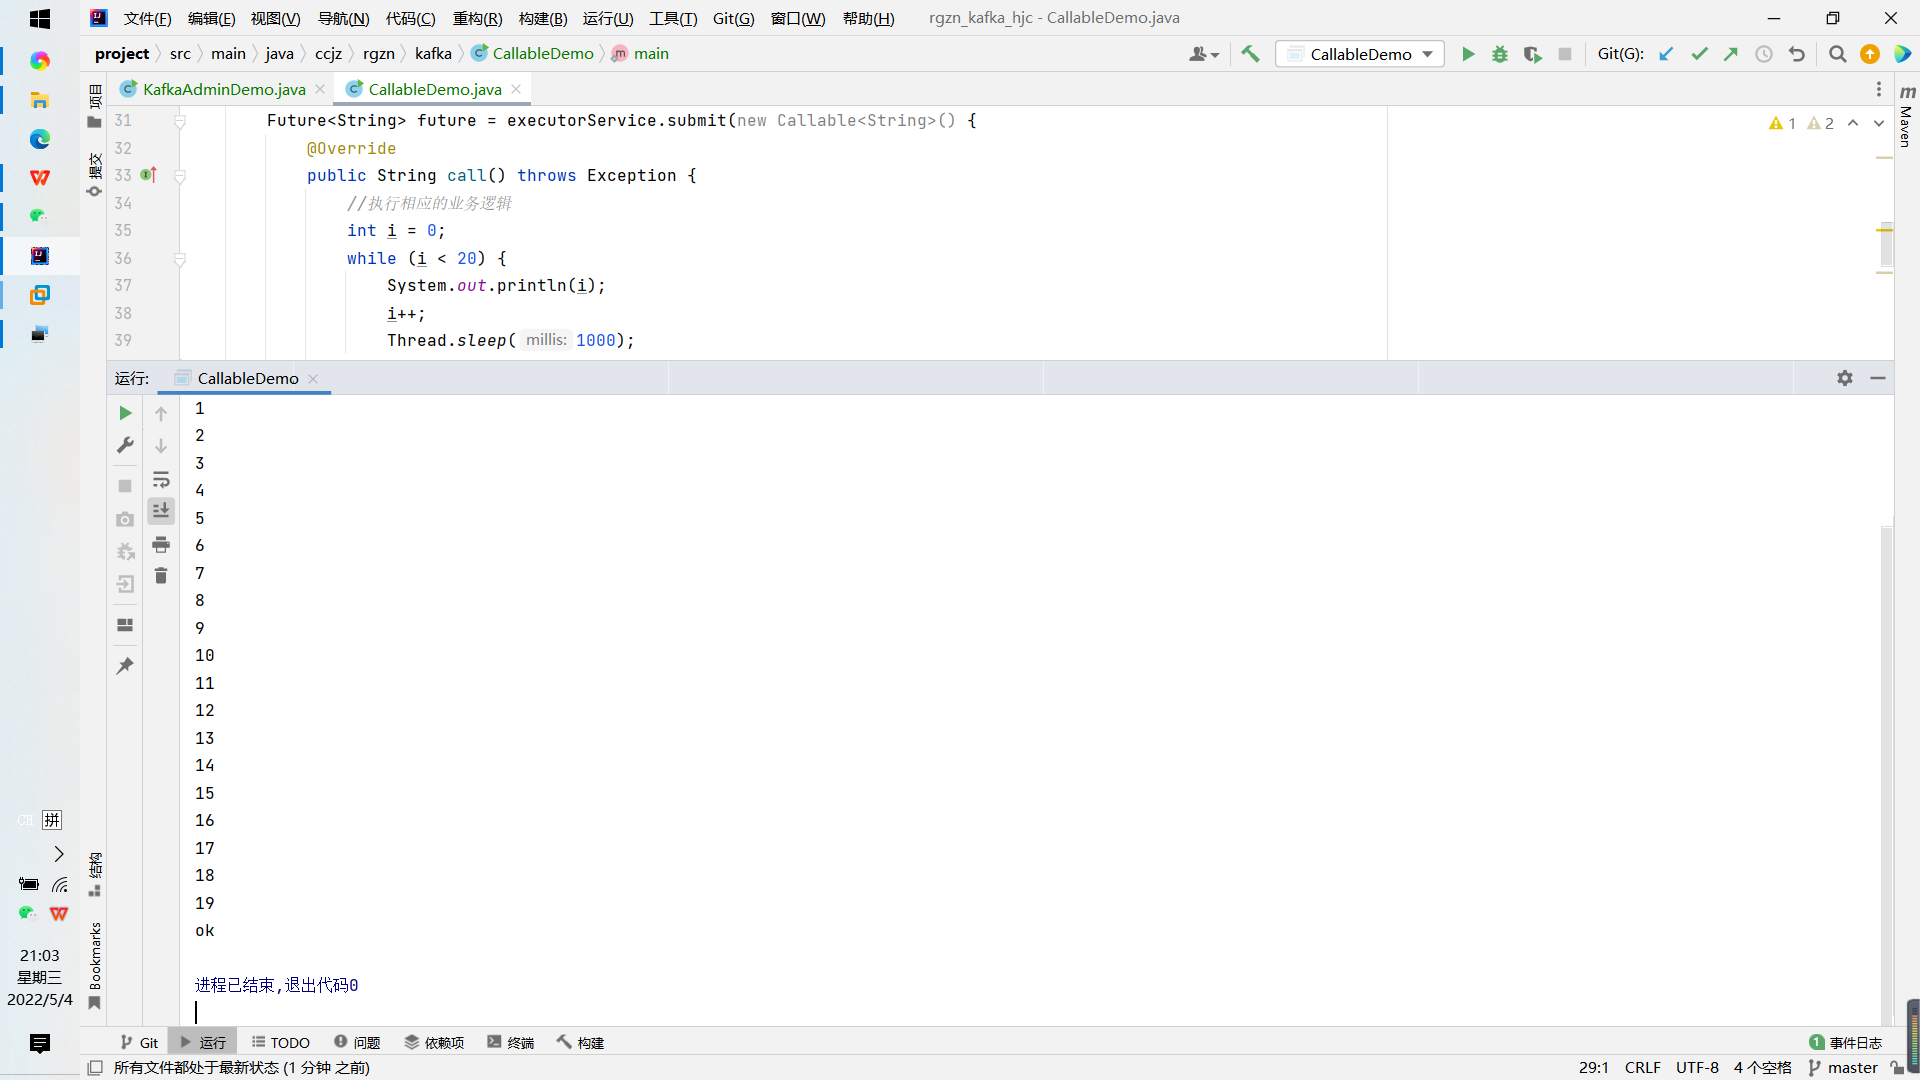 文件(F) 编辑(E) 视图(V) 导航(N) 代码(C) 重构(R) 构建(B) 运行(U) 工具(T) Git(G) 窗口(W) 帮助(H) rgzn_kafka_hjc - CallableDemo.java
project src main java ccjz rgzn kafka CallableDemo main
CallableDemo
Git(G):
KafkaAdminDemo.java
CallableDemo.java
项目
提交
Maven
1 2
31 Future<String> future = executorService.submit(new Callable<String>() {
32 @Override
33 public String call() throws Exception {
34 //执行相应的业务逻辑
35 int i = 0;
36 while (i < 20) {
37 System.out.println(i);
38 i++;
39 Thread.sleep( millis: 1000);
运行: CallableDemo
1
2
3
4
5
6
7
8
9
10
11
12
13
14
15
16
17
18
19
ok
进程已结束,退出代码0
结构
Bookmarks
CH 拼
21:03
星期三
2022/5/4
Git 运行 TODO 问题 依赖项 终端 构建 1 事件日志
所有文件都处于最新状态 (1 分钟 之前) 29:1 CRLF UTF-8 4 个空格 master